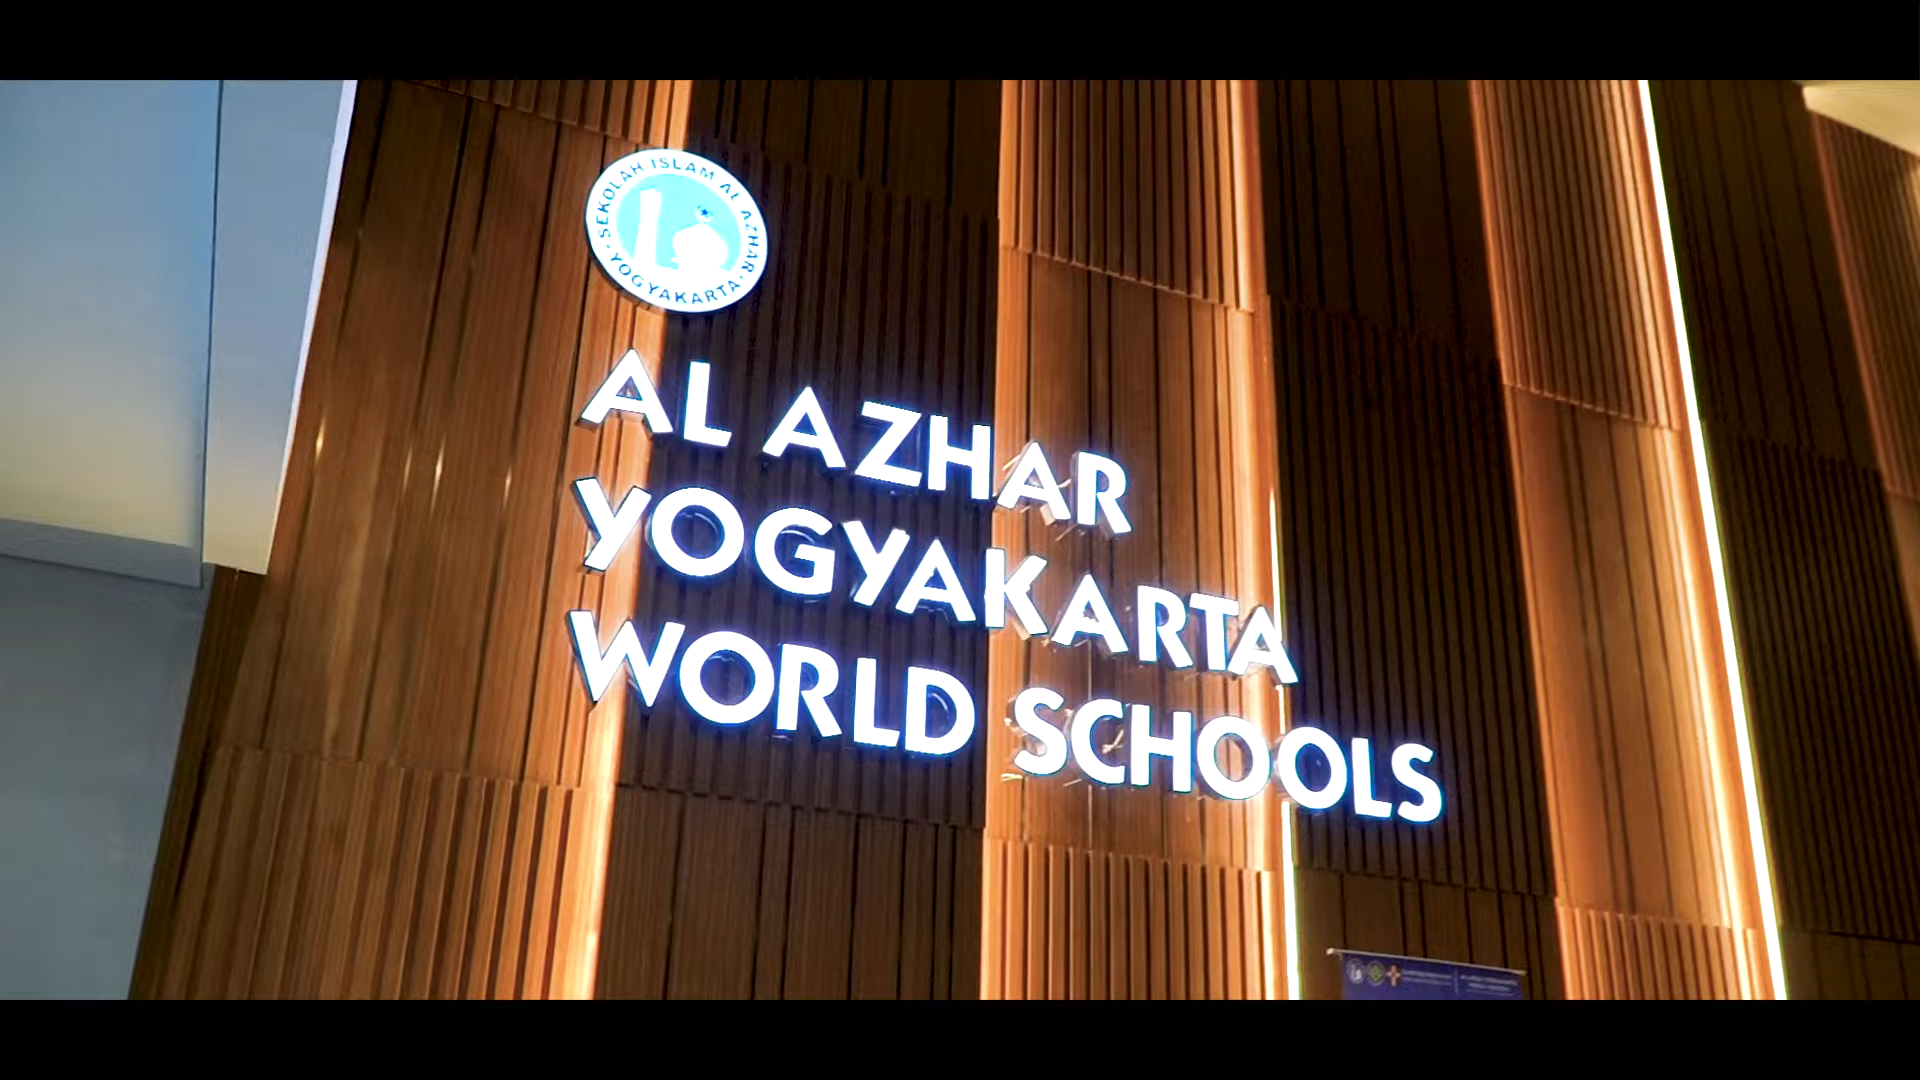 SEKOLAH ISLAM AL AZHAR
YOGYAKARTA
AL AZHAR
YOGYAKARTA
WORLD SCHOOLS